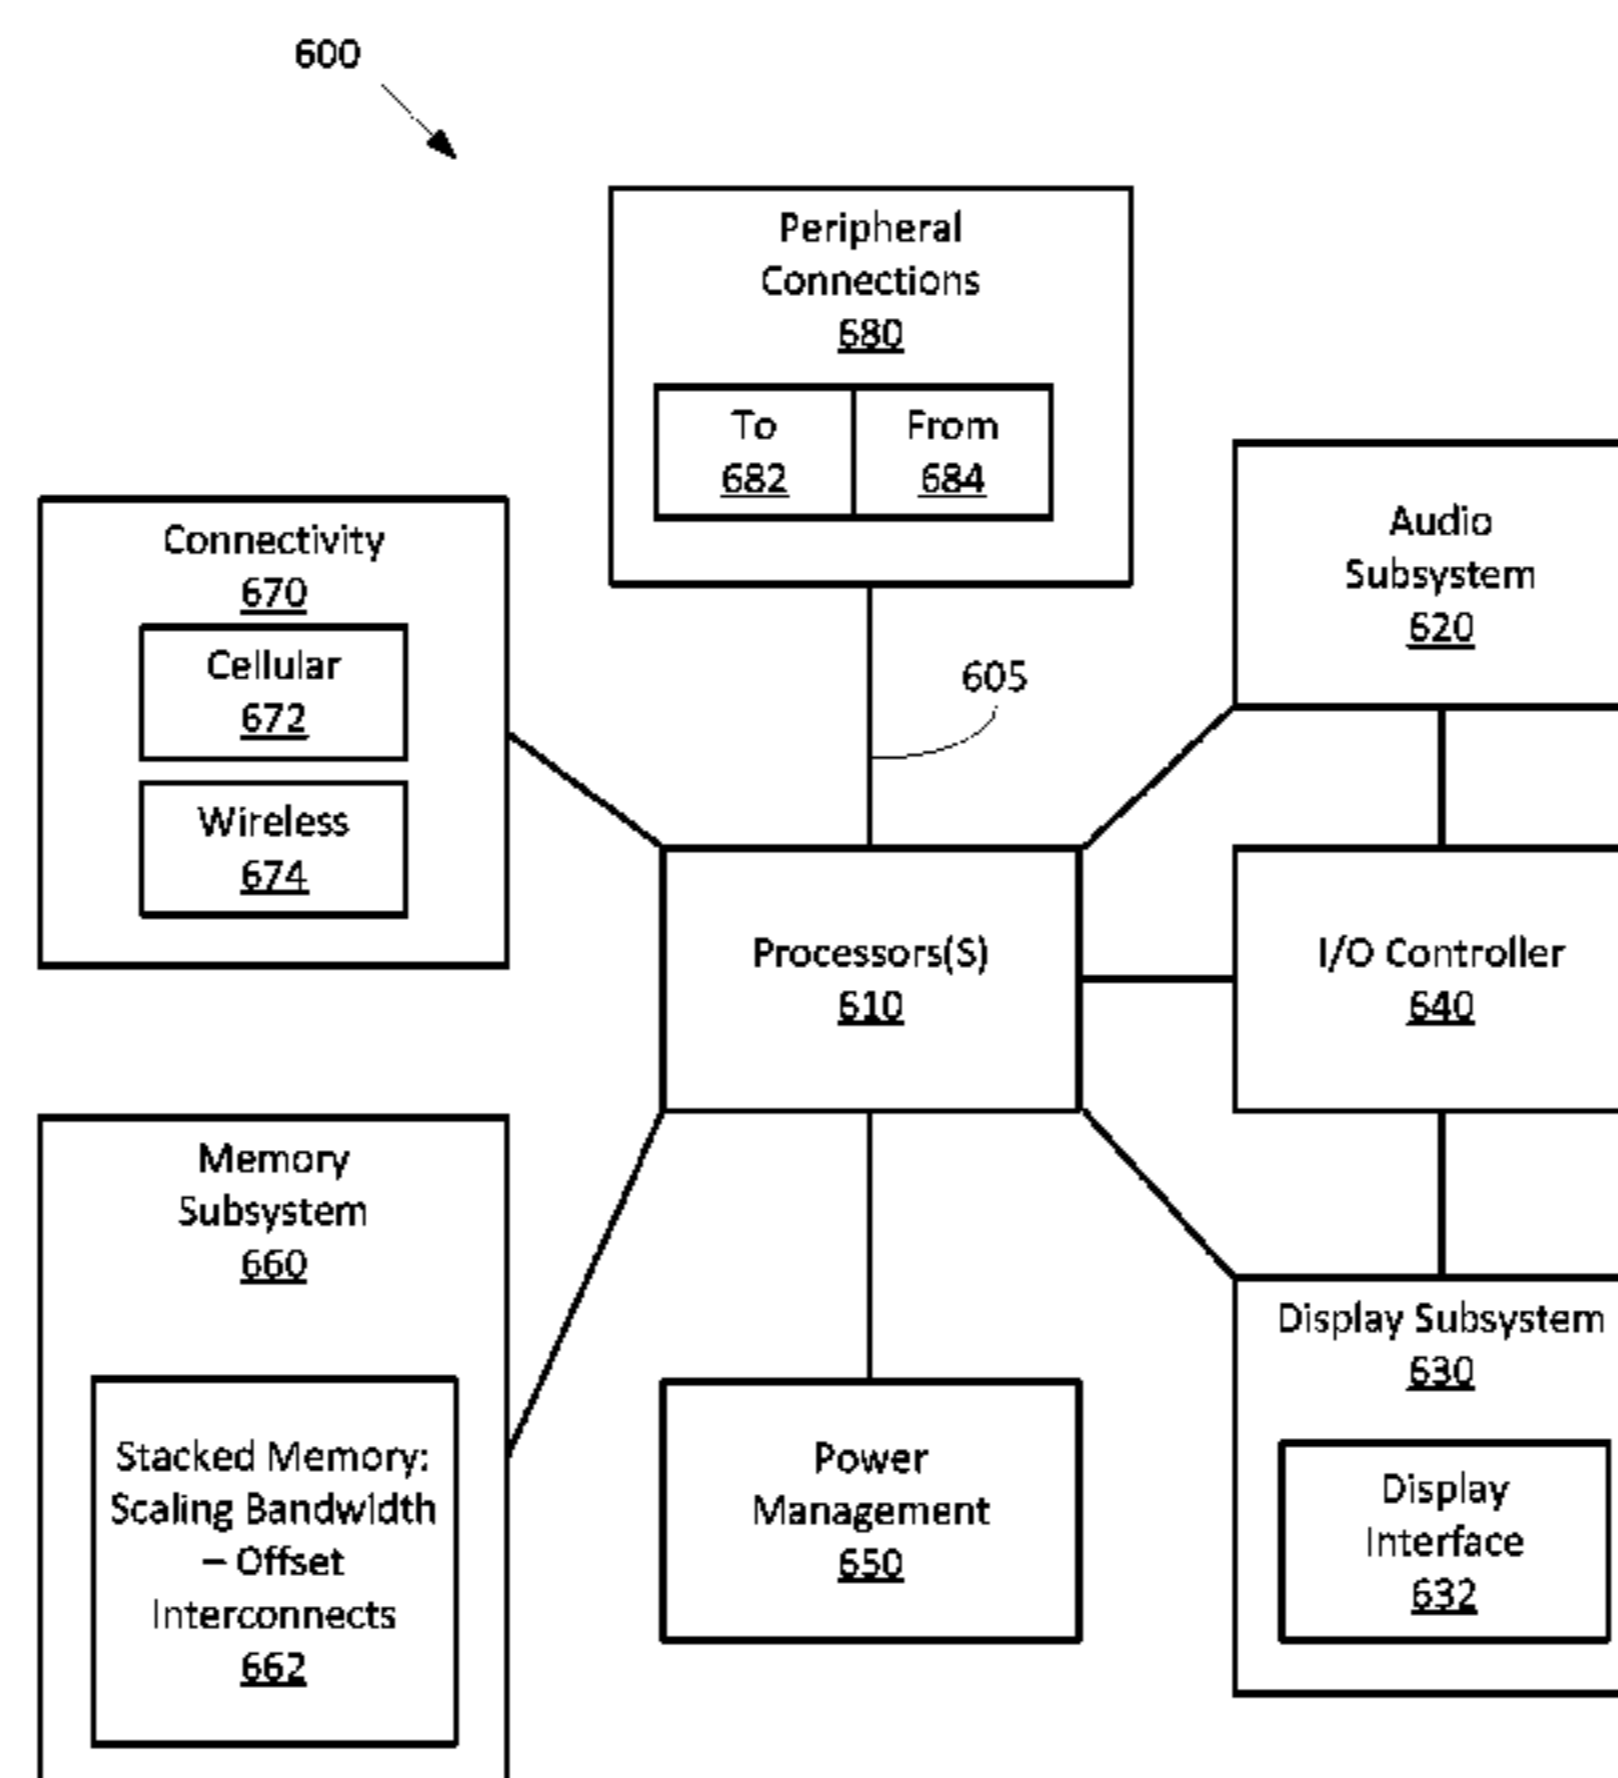 600
Peripheral
Connections
680
To
682
From
684
Connectivity
670
Cellular
672
Wireless
674
605
Audio
Subsystem
620
Processors(S)
610
I/O Controller
640
Memory
Subsystem
660
Stacked Memory:
Scaling Bandwidth
– Offset
Interconnects
662
Power
Management
650
Display Subsystem
630
Display
Interface
632